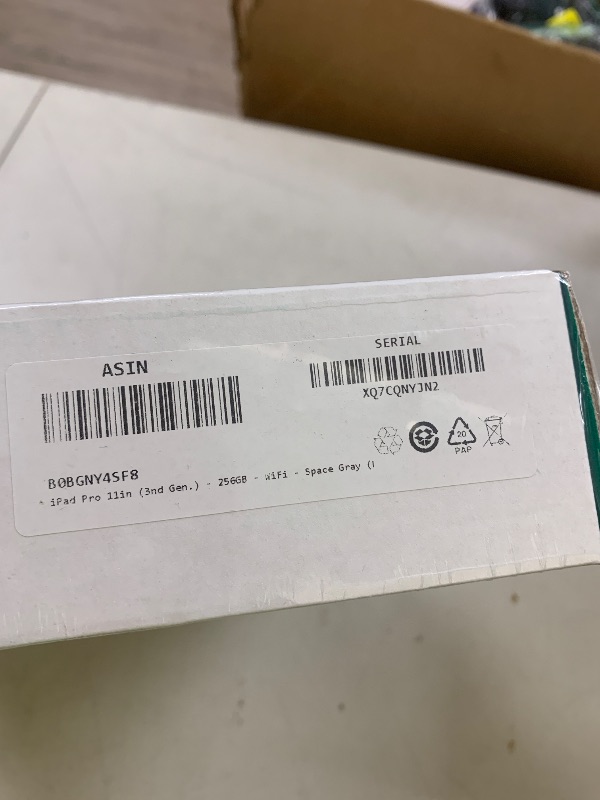 ASIN
SERIAL
XQ7CQNYJN2
20
PAP
B0BGNY4SF8
iPad Pro 11in (3nd Gen.) - 256GB - WiFi - Space Gray (